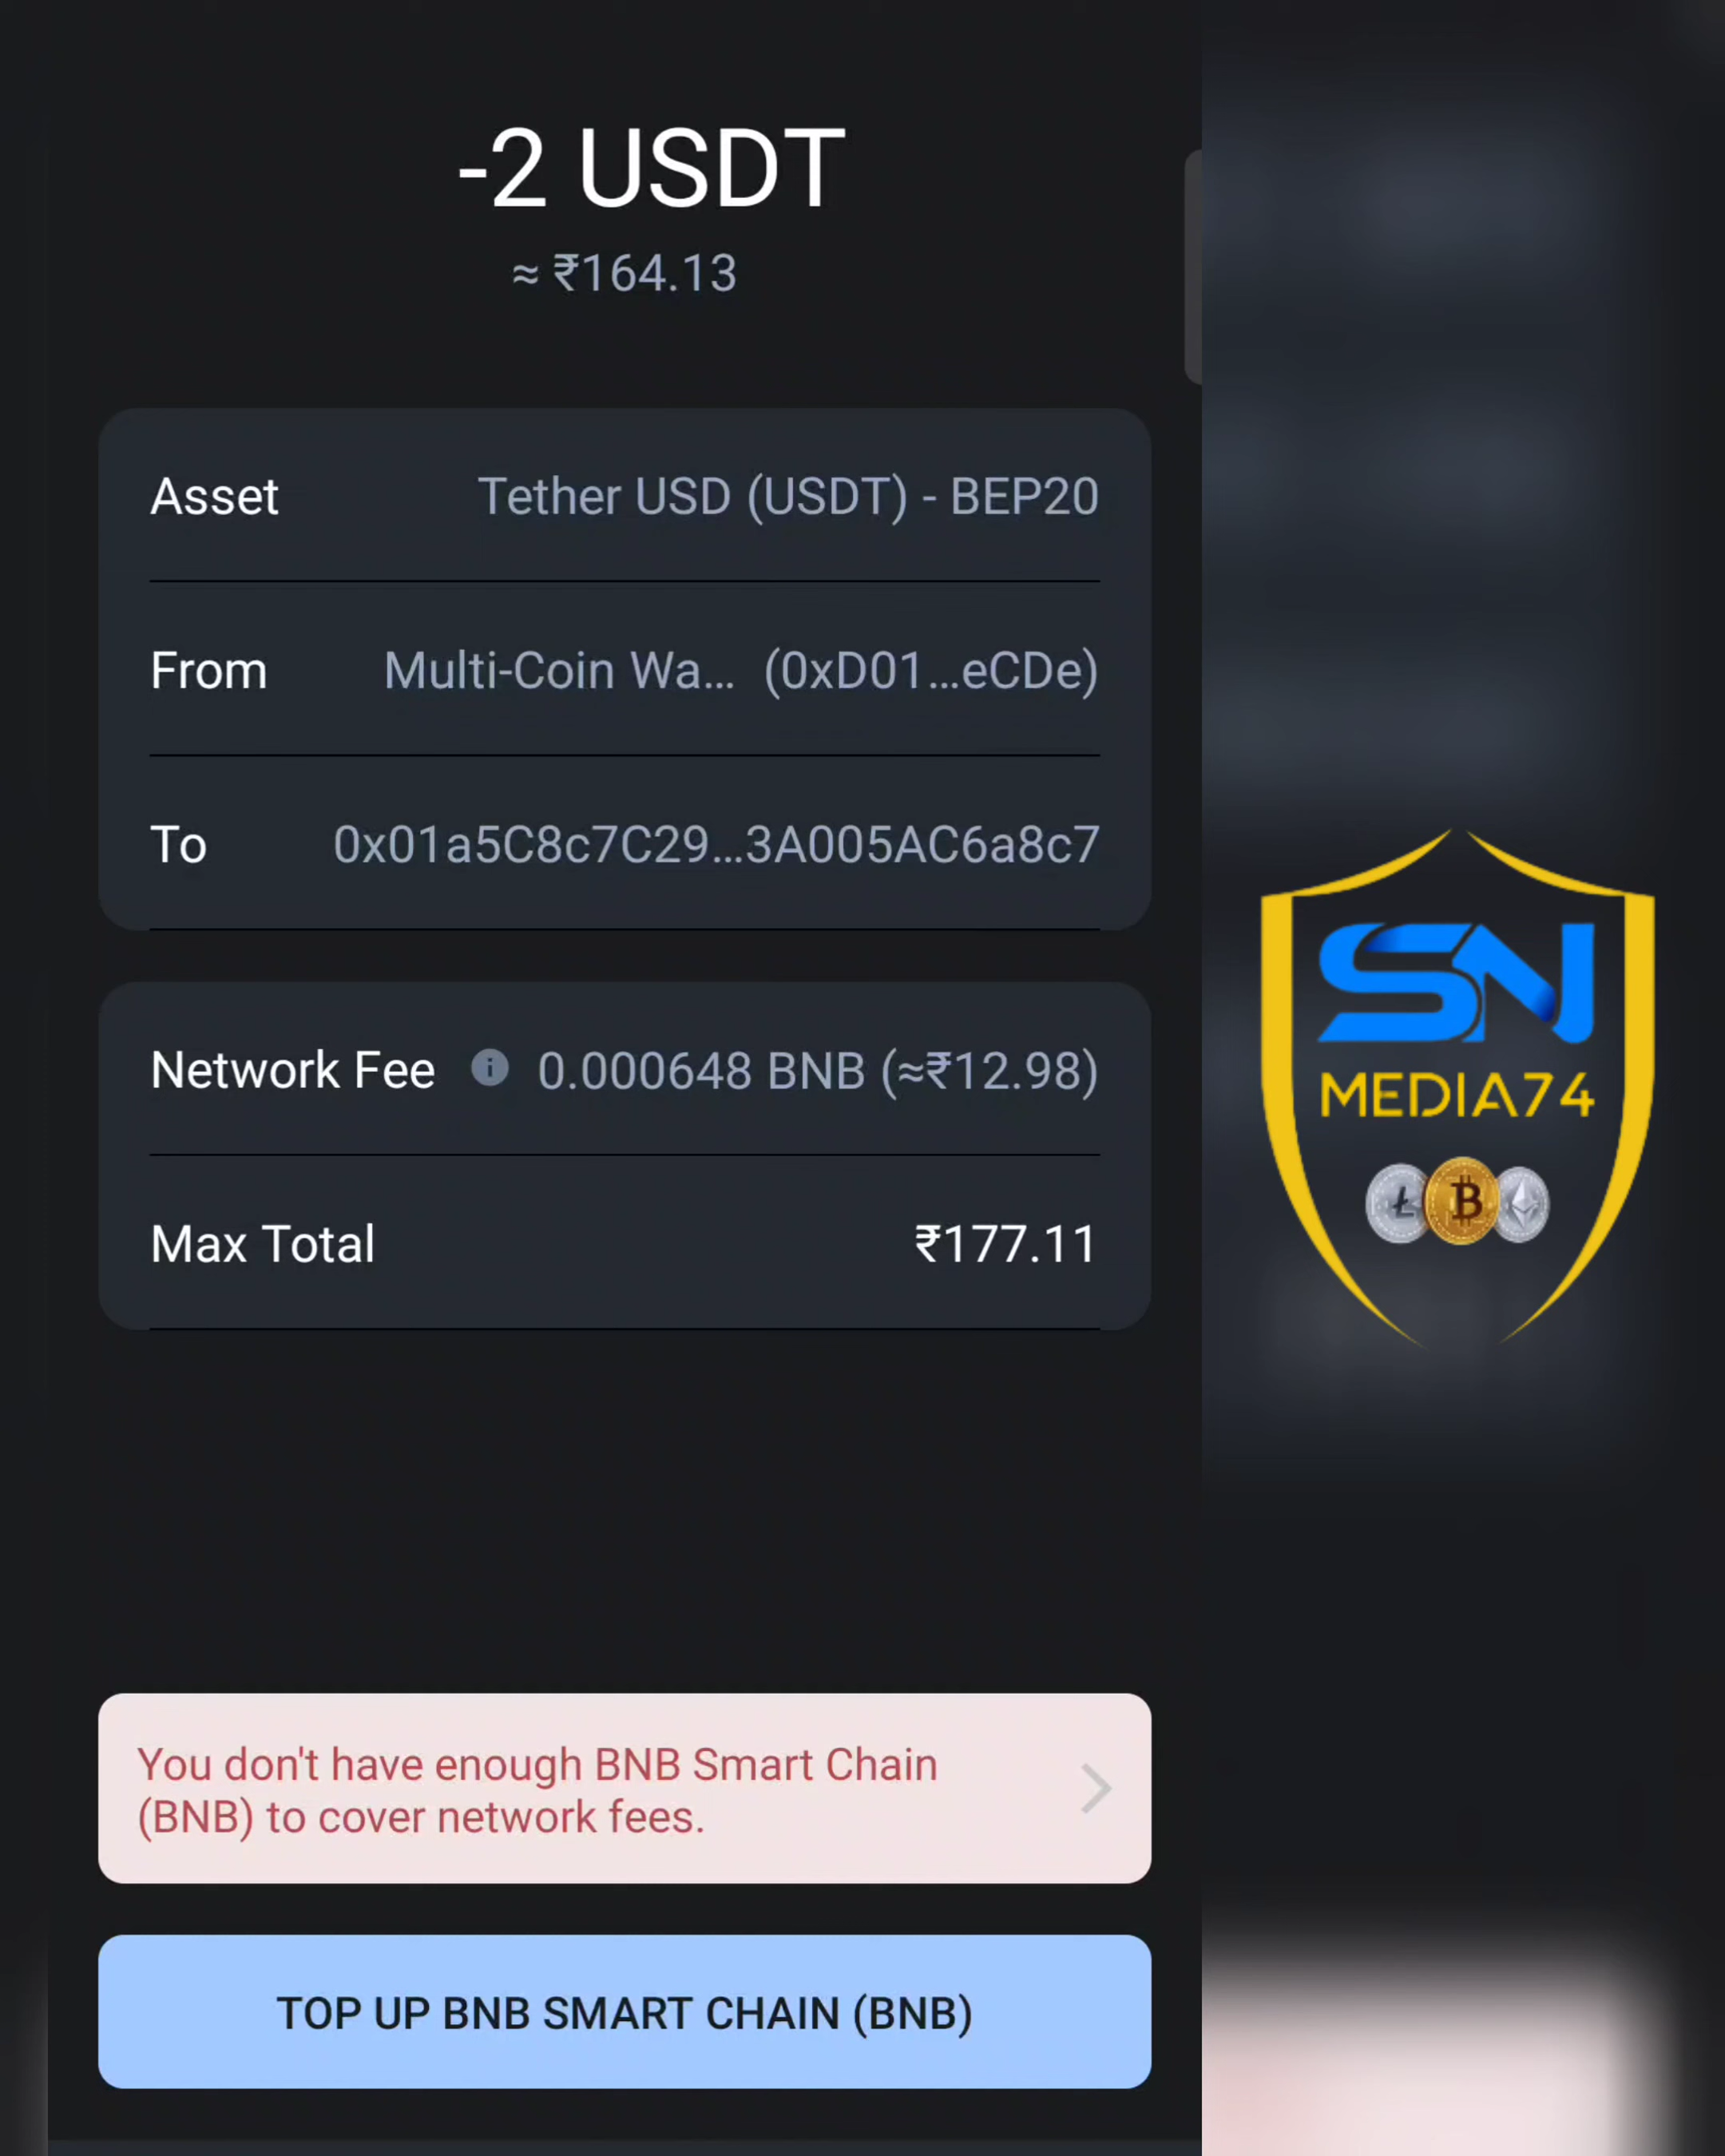 -2 USDT
≈ ₹164.13
Asset Tether USD (USDT) - BEP20
From Multi-Coin Wa... (0xD01...eCDe)
To 0x01a5C8c7C29...3A005AC6a8c7
Network Fee i 0.000648 BNB (≈₹12.98)
Max Total ₹177.11
SN
MEDIA74
You don't have enough BNB Smart Chain
(BNB) to cover network fees.
TOP UP BNB SMART CHAIN (BNB)